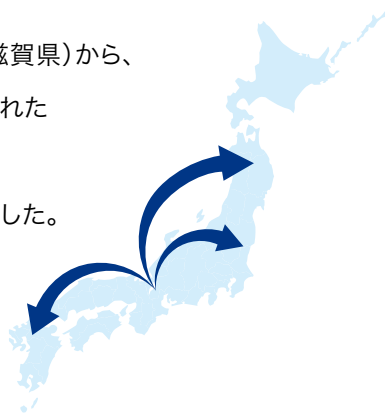 滋賀県）から、
れた
した。